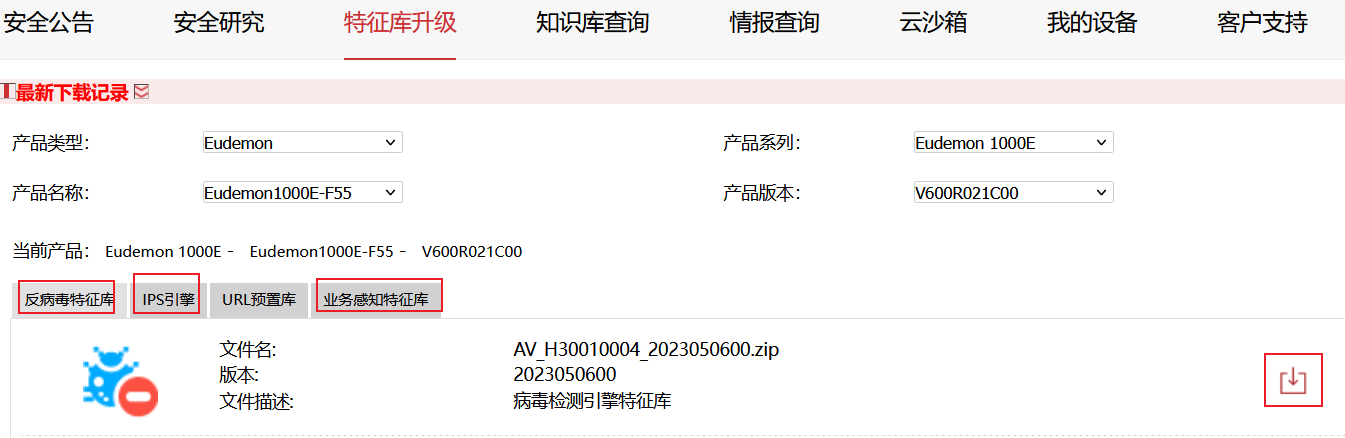 安全公告 安全研究 特征库升级 知识库查询 情报查询 云沙箱 我的设备 客户支持
最新下载记录
产品类型: Eudemon 产品系列: Eudemon 1000E
产品名称: Eudemon1000E-F55 产品版本: V600R021C00
当前产品: Eudemon 1000E - Eudemon1000E-F55 - V600R021C00
反病毒特征库 IPS引擎 URL预置库 业务感知特征库
文件名: AV_H30010004_2023050600.zip
版本: 2023050600
文件描述: 病毒检测引擎特征库